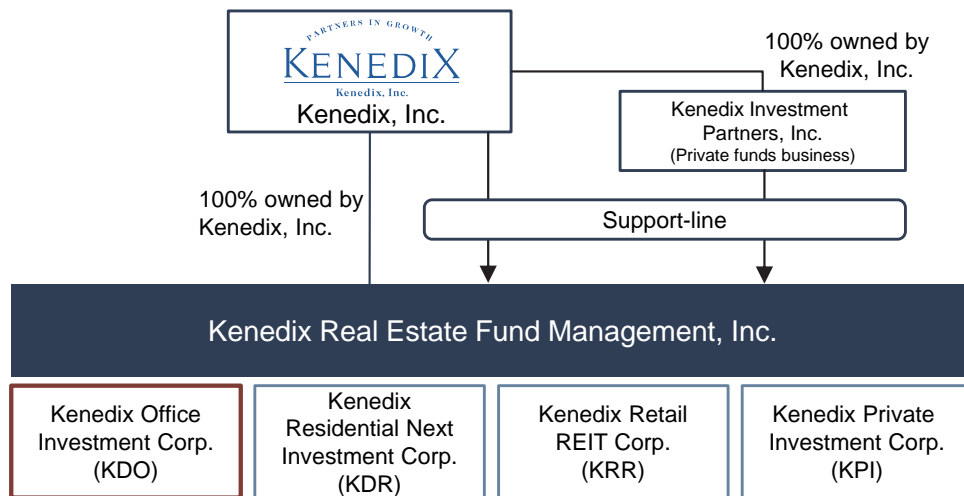 PARTNERS IN GROWTH
KENEDIX
Kenedix, Inc.
Kenedix, Inc.
100% owned by
Kenedix, Inc.
Kenedix Investment
Partners, Inc.
(Private funds business)
100% owned by
Kenedix, Inc.
Support-line
Kenedix Real Estate Fund Management, Inc.
Kenedix Office
Investment Corp.
(KDO)
Kenedix
Residential Next
Investment Corp.
(KDR)
Kenedix Retail
REIT Corp.
(KRR)
Kenedix Private
Investment Corp.
(KPI)